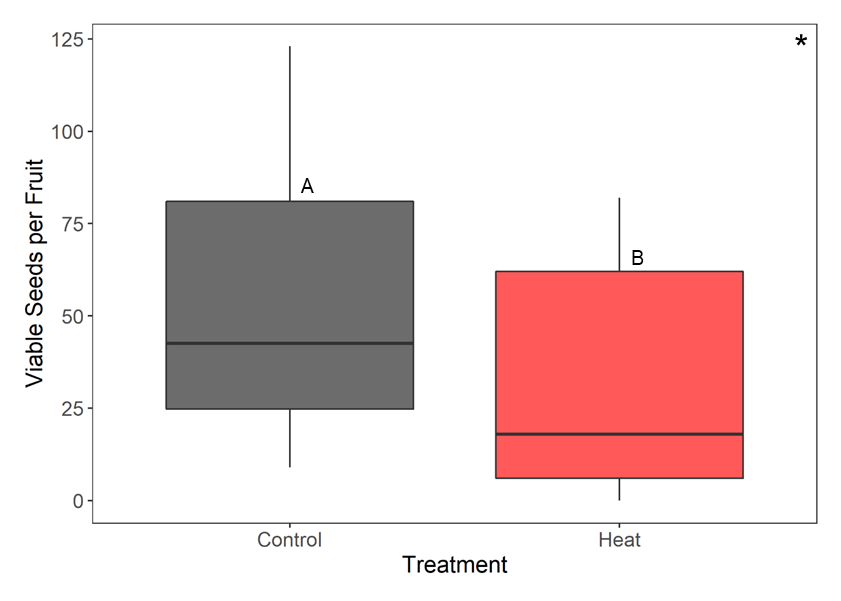 125
*
100
75
50
25
0
Viable Seeds per Fruit
A
B
Control Heat
Treatment